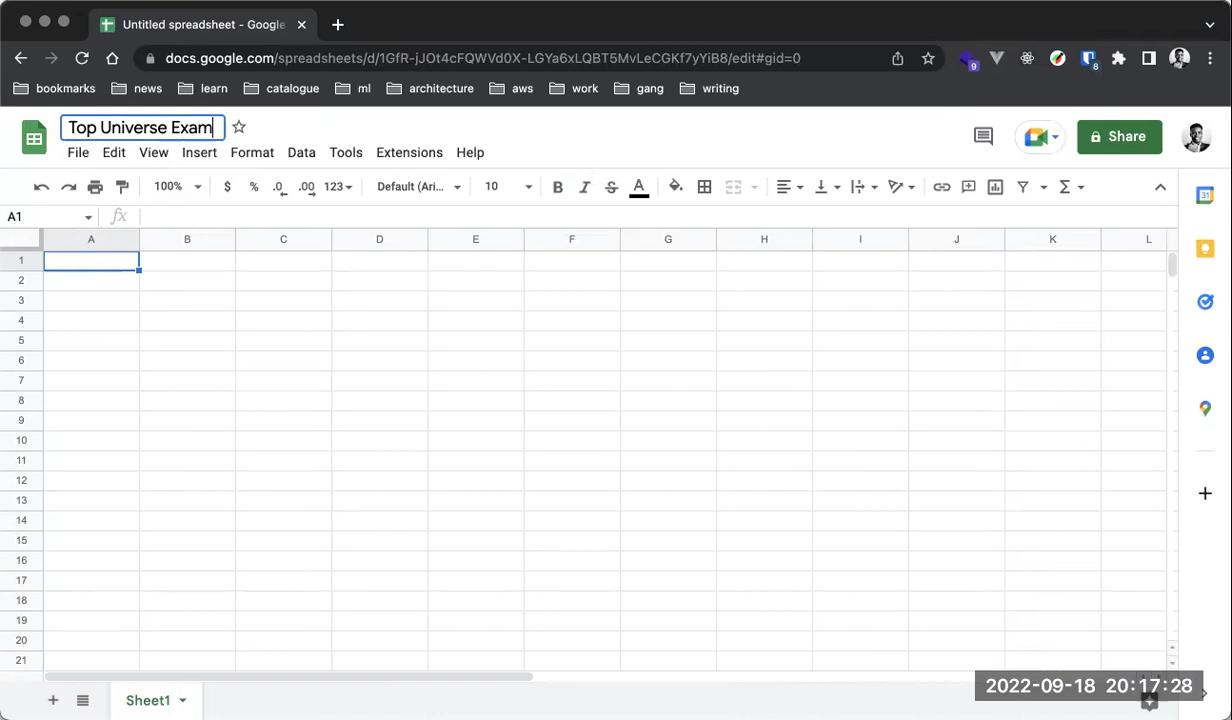 Untitled spreadsheet - Google
docs.google.com/spreadsheets/d/1GfR-jJOt4cFQWVd0X-LGYa6xLQBT5MvLeCGKf7yYiB8/edit#gid=0
9
8
bookmarks news learn catalogue ml architecture aws work gang writing
Top Universe Exam
File Edit View Insert Format Data Tools Extensions Help
Share
100% $ % .0 .00 123 Default (Ari... 10 B I S A Σ
31
A1 fx
A B C D E F G H I J K L
1
2
3
4
5
6
7
8
9
10
11
12
13
14
15
16
17
18
19
20
21
Sheet1
2022-09-18 20:17:28